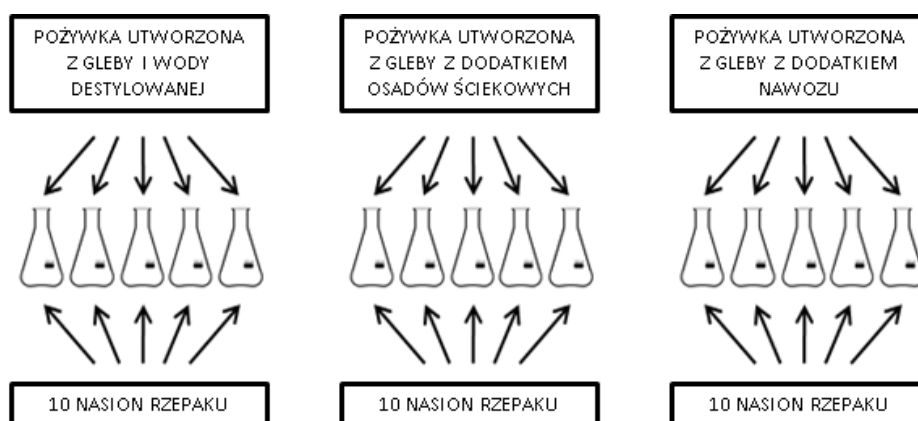 POŻYWKA UTWORZONA
Z GLEBY I WODY
DESTYLOWANEJ
POŻYWKA UTWORZONA
Z GLEBY Z DODATKIEM
OSADÓW ŚCIEKOWYCH
POŻYWKA UTWORZONA
Z GLEBY Z DODATKIEM
NAWOZU
10 NASION RZEPAKU
10 NASION RZEPAKU
10 NASION RZEPAKU